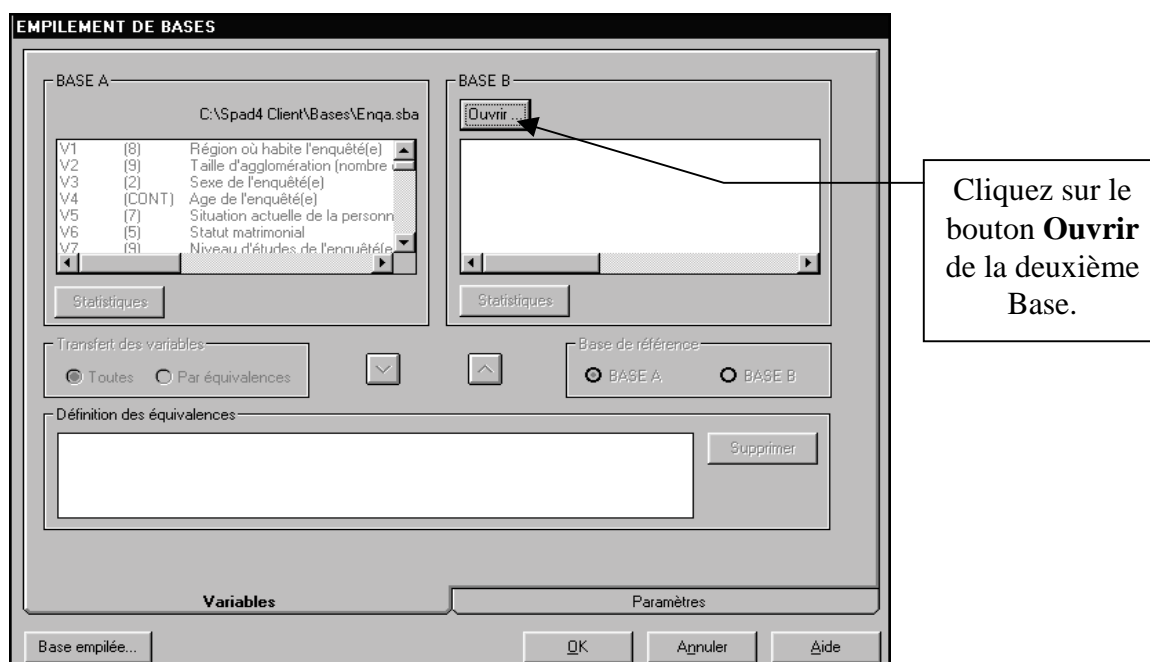 EMPILEMENT DE BASES
BASE A
C:\Spad4 Client\Bases\Enqa.sba
V1 (8) Région où habite l'enquêté(e)
V2 (9) Taille d'agglomération (nombre
V3 (2) Sexe de l'enquêté(e)
V4 (CONT) Age de l'enquêté(e)
V5 (7) Situation actuelle de la personn
V6 (5) Statut matrimonial
V7 (9) Niveau d'études de l'enquêté(e
Statistiques
BASE B
Ouvrir ...
Statistiques
Cliquez sur le
bouton Ouvrir
de la deuxième
Base.
Transfert des variables
Toutes Par équivalences
Base de référence
BASE A BASE B
Définition des équivalences
Supprimer
Variables Paramètres
Base empilée... OK Annuler Aide